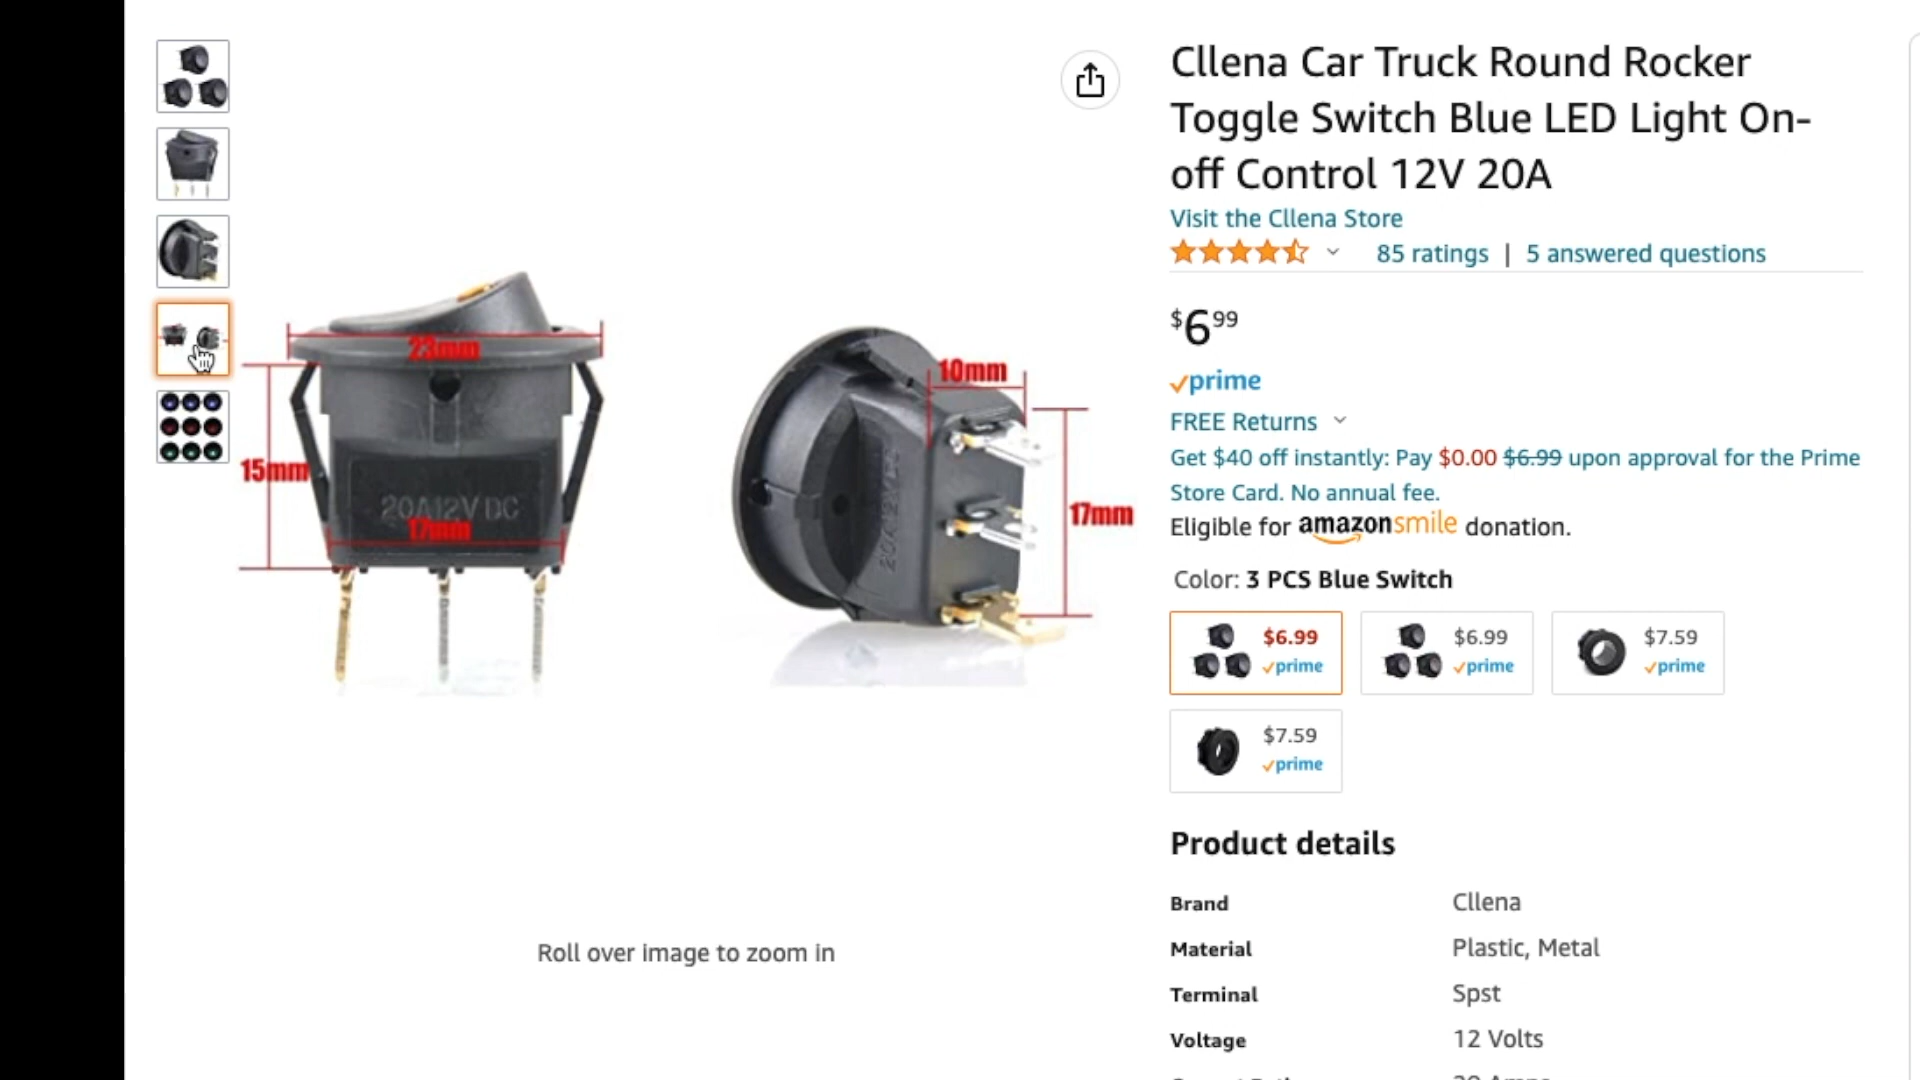 Cllena Car Truck Round Rocker
Toggle Switch Blue LED Light On-
off Control 12V 20A
Visit the Cllena Store
85 ratings | 5 answered questions
$6 99
prime
FREE Returns
Get $40 off instantly: Pay $0.00 $6.99 upon approval for the Prime
Store Card. No annual fee.
Eligible for amazonsmile donation.
Color: 3 PCS Blue Switch
$6.99
prime
$6.99
prime
$7.59
prime
$7.59
prime
Product details
Brand Cllena
Material Plastic, Metal
Terminal Spst
Voltage 12 Volts
23mm
15mm
20A12V DC
17mm
10mm
17mm
20A12V DC
Roll over image to zoom in